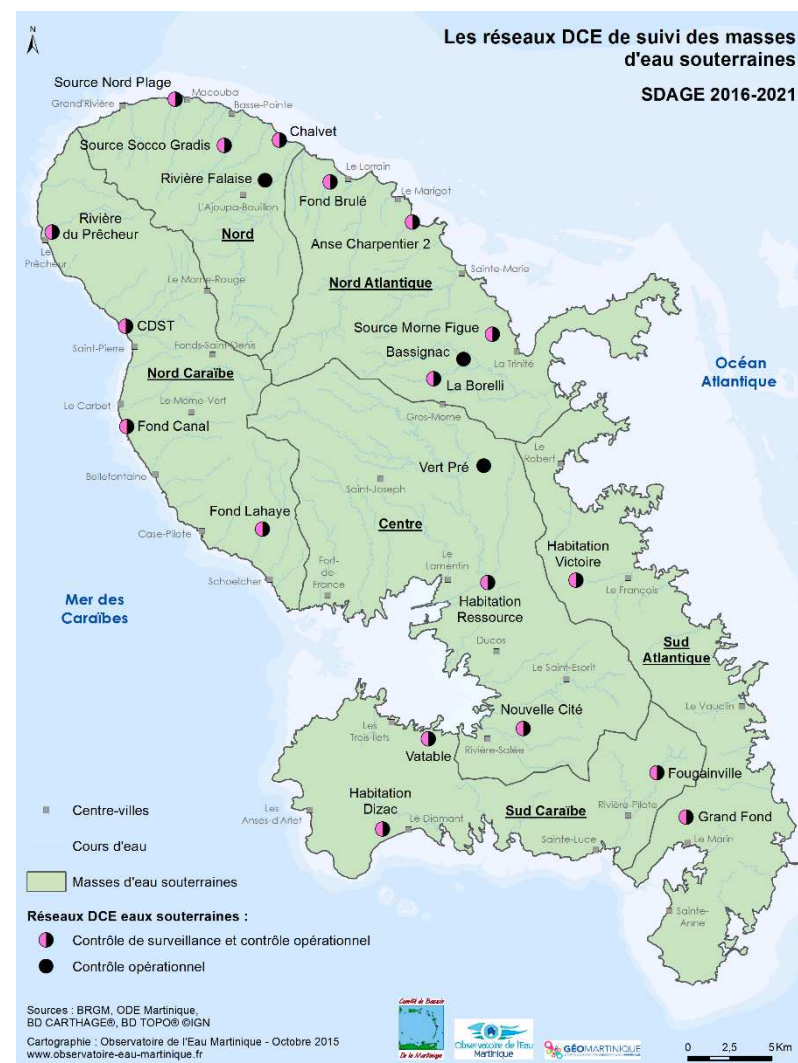 Les réseaux DCE de suivi des masses
d'eau souterraines
SDAGE 2016-2021
N
Source Nord Plage
Macouba
Grand'Rivière
Basse-Pointe
Chalvet
Source Socco Gradis
Rivière Falaise
Le Lorrain
Fond Brulé
Le Marigot
L'Ajoupa-Bouillon
Rivière
du Prêcheur
Le
Prêcheur
Nord
Anse Charpentier 2
Sainte-Marie
Nord Atlantique
Le Morne-Rouge
CDST
Source Morne Figue
Saint-Pierre
Fonds-Saint-Denis
Bassignac
La Trinité
Océan
Atlantique
Nord Caraïbe
La Borelli
Le Carbet
Le Morne-Vert
Gros-Morne
Fond Canal
Le
Robert
Vert Pré
Bellefontaine
Saint-Joseph
Fond Lahaye
Centre
Case-Pilote
Habitation
Victoire
Fort-
de-
France
Le
Lamentin
Schoelcher
Le François
Mer des
Caraïbes
Habitation
Ressource
Ducos
Sud
Atlantique
Le Saint-Esprit
Nouvelle Cité
Le Vauclin
Les
Trois-Ilets
Vatable
Rivière-Salée
Fougainville
Habitation
Dizac
Les
Anses-d'Arlet
Le Diamant
Sud Caraïbe
Rivière-Pilote
Grand Fond
Sainte-Luce
Le Marin
Sainte-
Anne
Centre-villes
Cours d'eau
Masses d'eau souterraines
Réseaux DCE eaux souterraines :
Contrôle de surveillance et contrôle opérationnel
Contrôle opérationnel
Sources : BRGM, ODE Martinique,
BD CARTHAGE®, BD TOPO® ©IGN
Cartographie : Observatoire de l'Eau Martinique - Octobre 2015
www.observatoire-eau-martinique.fr
Comité de Bassin
De la Martinique
Observatoire de l'Eau
Martinique
GÉOMARTINIQUE
0 2,5 5 Km